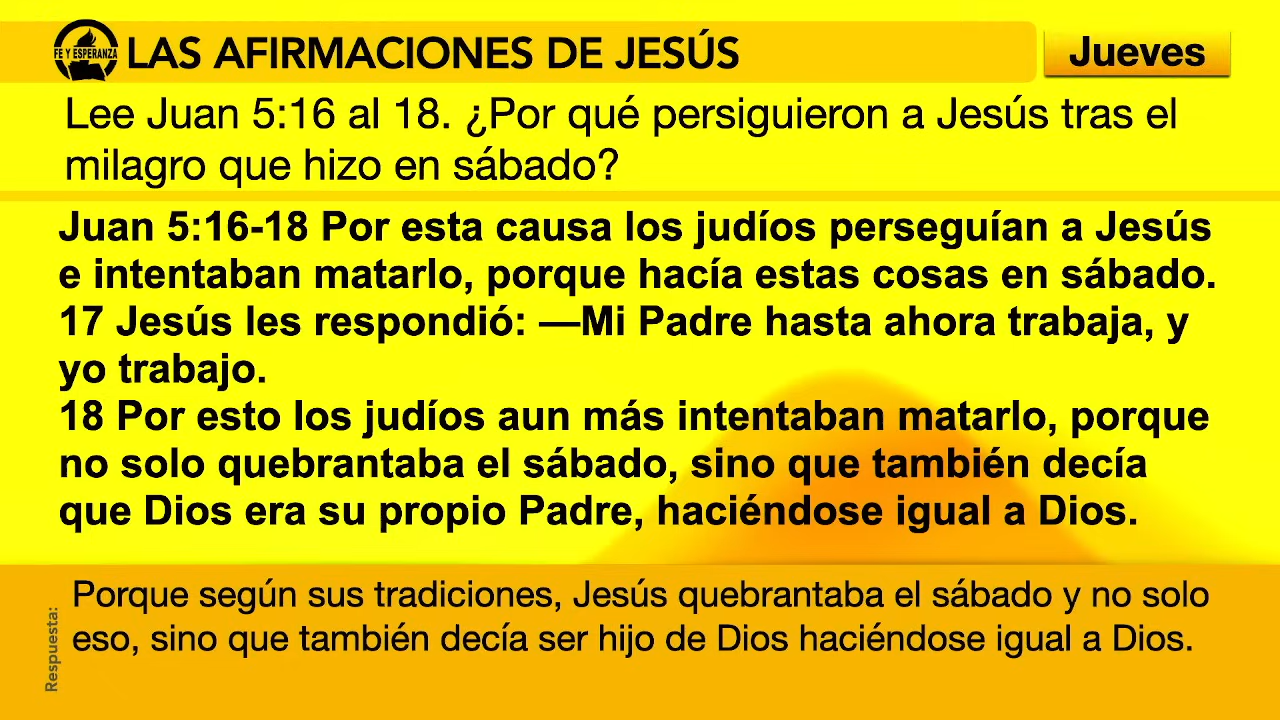 FE Y ESPERANZA
LAS AFIRMACIONES DE JESÚS
Jueves
Lee Juan 5:16 al 18. ¿Por qué persiguieron a Jesús tras el
milagro que hizo en sábado?
Juan 5:16-18 Por esta causa los judíos perseguían a Jesús
e intentaban matarlo, porque hacía estas cosas en sábado.
17 Jesús les respondió: —Mi Padre hasta ahora trabaja, y
yo trabajo.
18 Por esto los judíos aun más intentaban matarlo, porque
no solo quebrantaba el sábado, sino que también decía
que Dios era su propio Padre, haciéndose igual a Dios.
Respuesta:
Porque según sus tradiciones, Jesús quebrantaba el sábado y no solo
eso, sino que también decía ser hijo de Dios haciéndose igual a Dios.